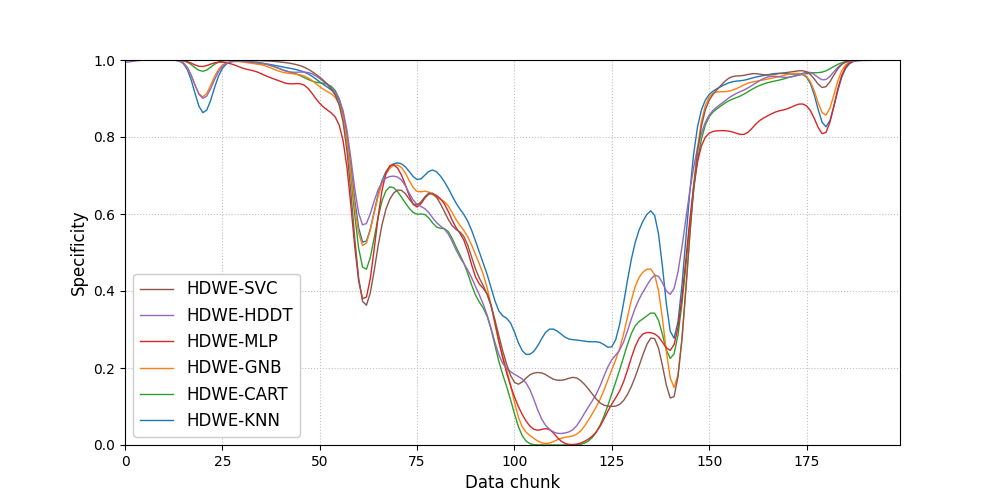 1.0
0.8
0.6
0.4
0.2
0.0
Specificity
HDWE-SVC
HDWE-HDDT
HDWE-MLP
HDWE-GNB
HDWE-CART
HDWE-KNN
0 25 50 75 100 125 150 175
Data chunk